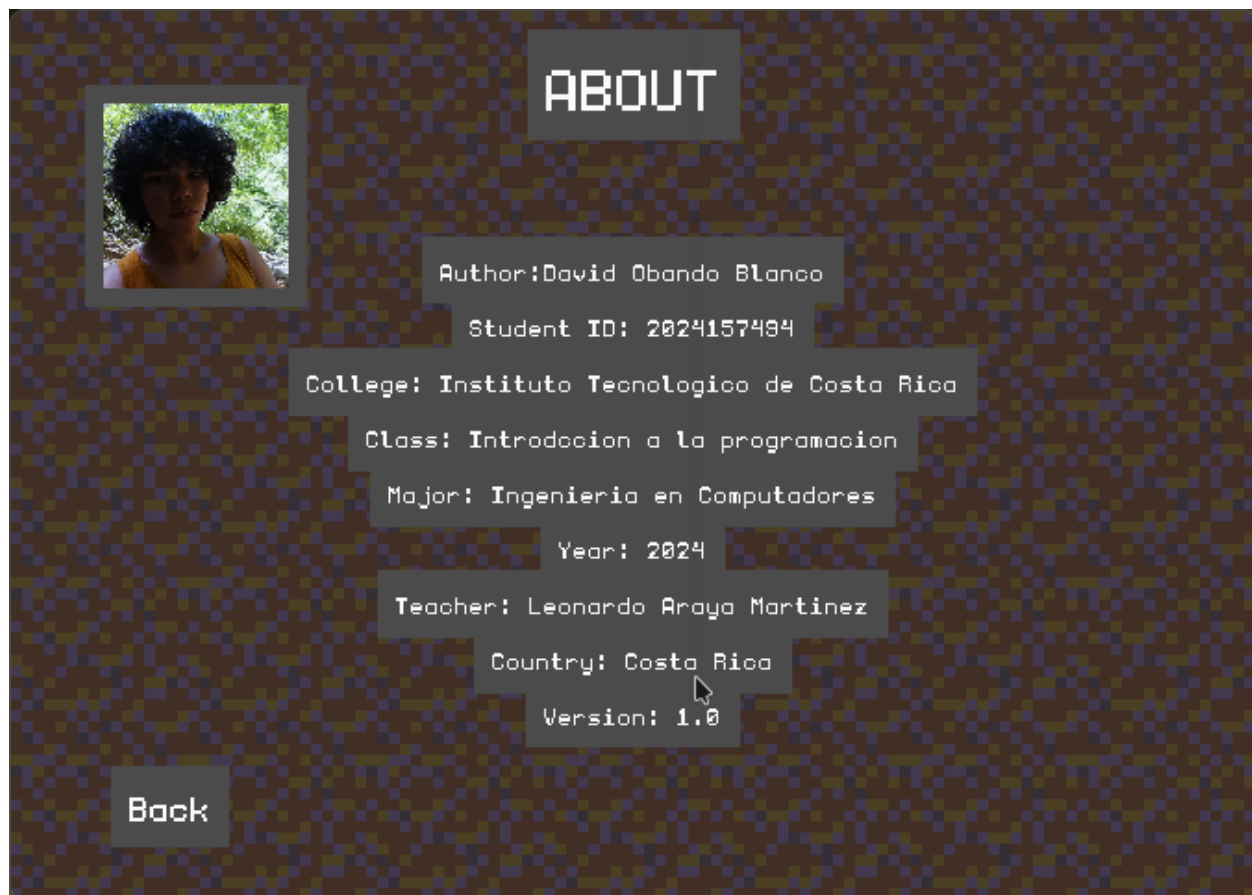 ABOUT
Author:David Obando Blanco
Student ID: 2024157494
College: Instituto Tecnologico de Costa Rica
Class: Introdccion a la programacion
Major: Ingenieria en Computadores
Year: 2024
Teacher: Leonardo Araya Martinez
Country: Costa Rica
Version: 1.0
Back